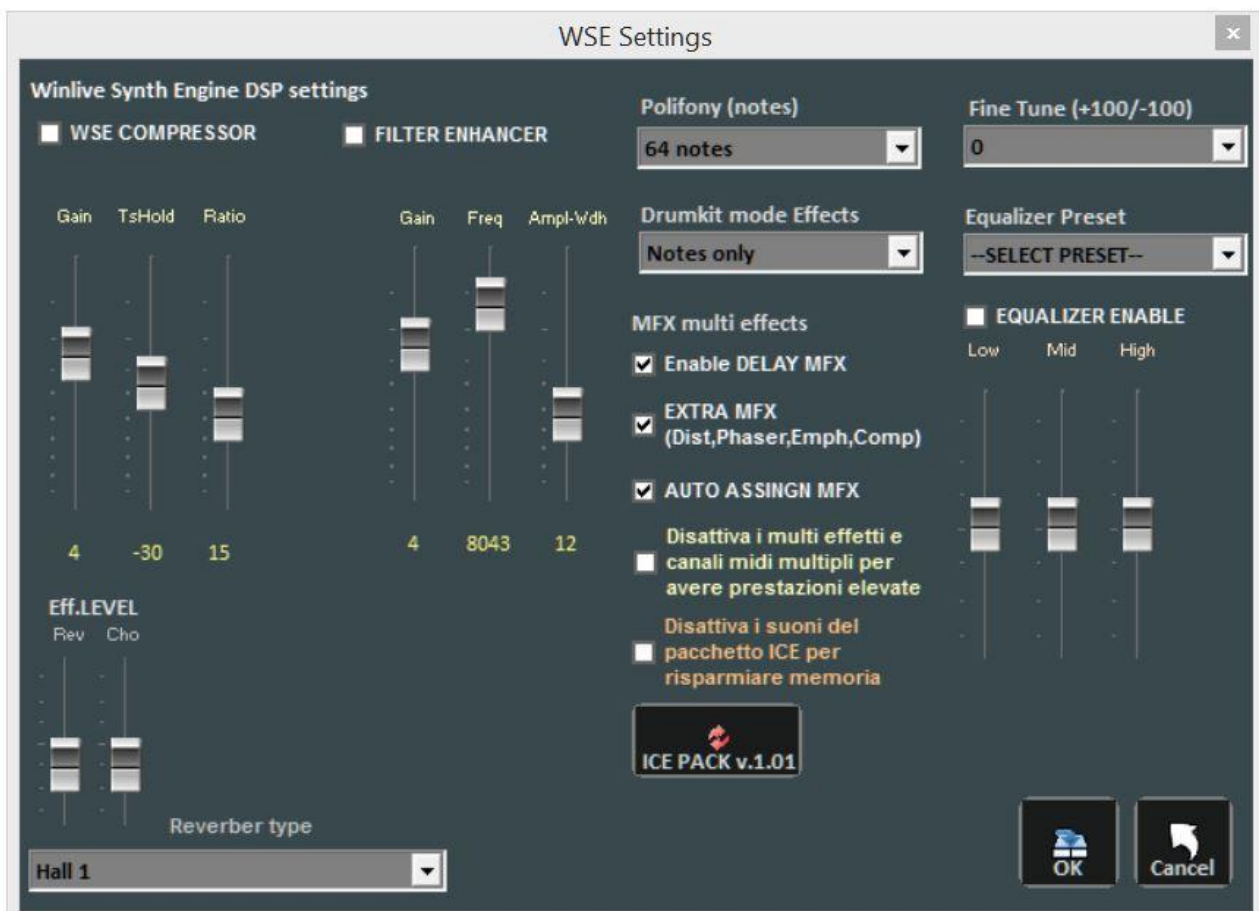 WSE Settings
Winlive Synth Engine DSP settings
WSE COMPRESSOR
FILTER ENHANCER
Gain TsHold Ratio
Gain Freq Ampl-Wdh
4 -30 15
4 8043 12
Eff.LEVEL
Rev Cho
Reverber type
Hall 1
Polifony (notes)
64 notes
Drumkit mode Effects
Notes only
MFX multi effects
Enable DELAY MFX
EXTRA MFX
(Dist,Phaser,Emph,Comp)
AUTO ASSINGN MFX
Disattiva i multi effetti e
canali midi multipli per
avere prestazioni elevate
Disattiva i suoni del
pacchetto ICE per
risparmiare memoria
ICE PACK v.1.01
Fine Tune (+100/-100)
0
Equalizer Preset
--SELECT PRESET--
EQUALIZER ENABLE
Low Mid High
OK
Cancel